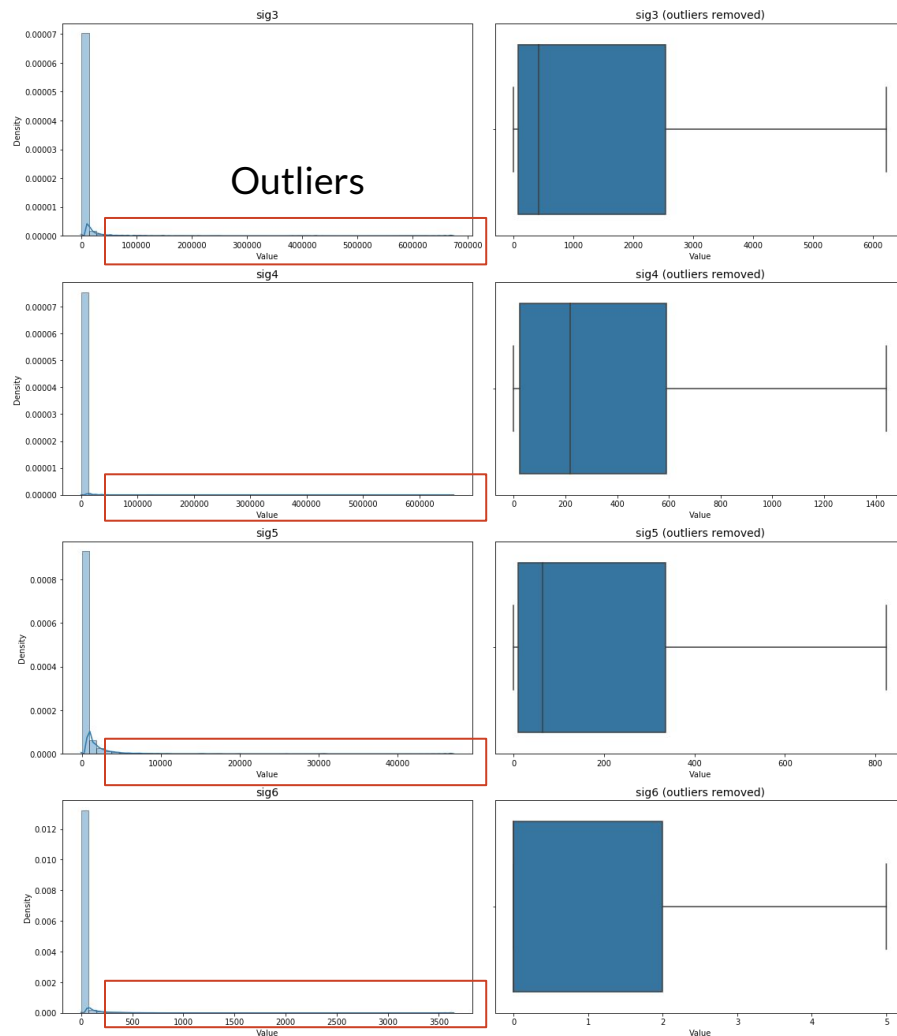 sig3
sig3 (outliers removed)
0.00007
0.00006
0.00005
0.00004
0.00003
0.00002
0.00001
0.00000
Density
Outliers
0 100000 200000 300000 400000 500000 600000 700000
Value
0 1000 2000 3000 4000 5000 6000
Value
sig4
sig4 (outliers removed)
0.00007
0.00006
0.00005
0.00004
0.00003
0.00002
0.00001
0.00000
Density
0 100000 200000 300000 400000 500000 600000
Value
0 200 400 600 800 1000 1200 1400
Value
sig5
sig5 (outliers removed)
0.0008
0.0006
0.0004
0.0002
0.0000
Density
0 10000 20000 30000 40000
Value
0 200 400 600 800
Value
sig6
sig6 (outliers removed)
0.012
0.010
0.008
0.006
0.004
0.002
0.000
Density
0 500 1000 1500 2000 2500 3000 3500
Value
0 1 2 3 4 5
Value